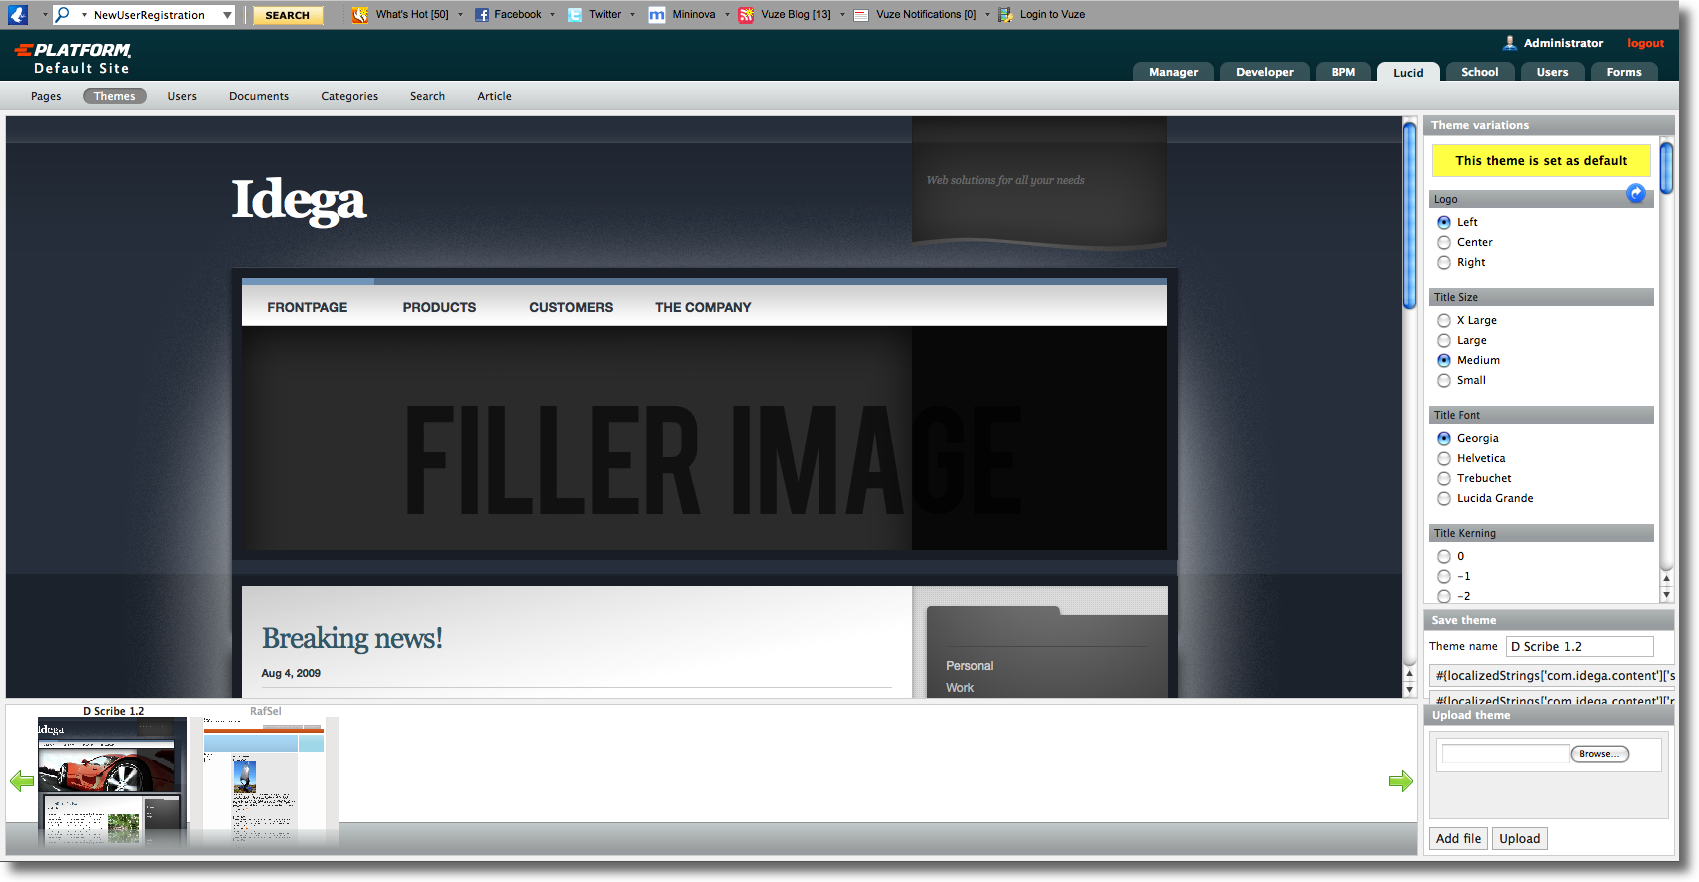 NewUserRegistration SEARCH What's Hot [50] Facebook Twitter Mininova Vuze Blog [13] Vuze Notifications [0] Login to Vuze
PLATFORM
Default Site
Administrator logout
Manager Developer BPM Lucid School Users Forms
Pages Themes Users Documents Categories Search Article
Idega
Web solutions for all your needs
FRONTPAGE PRODUCTS CUSTOMERS THE COMPANY
FILLER IMAGE
Breaking news!
Aug 4, 2009
Personal
Work
Theme variations
This theme is set as default
Logo
Left
Center
Right
Title Size
X Large
Large
Medium
Small
Title Font
Georgia
Helvetica
Trebuchet
Lucida Grande
Title Kerning
0
-1
-2
Save theme
Theme name D Scribe 1.2
#{localizedStrings['com.idega.content']['s
#{localizedStrings['com.idega.content']['r
Upload theme
Browse...
Add file Upload
D Scribe 1.2 RafSel
Idega